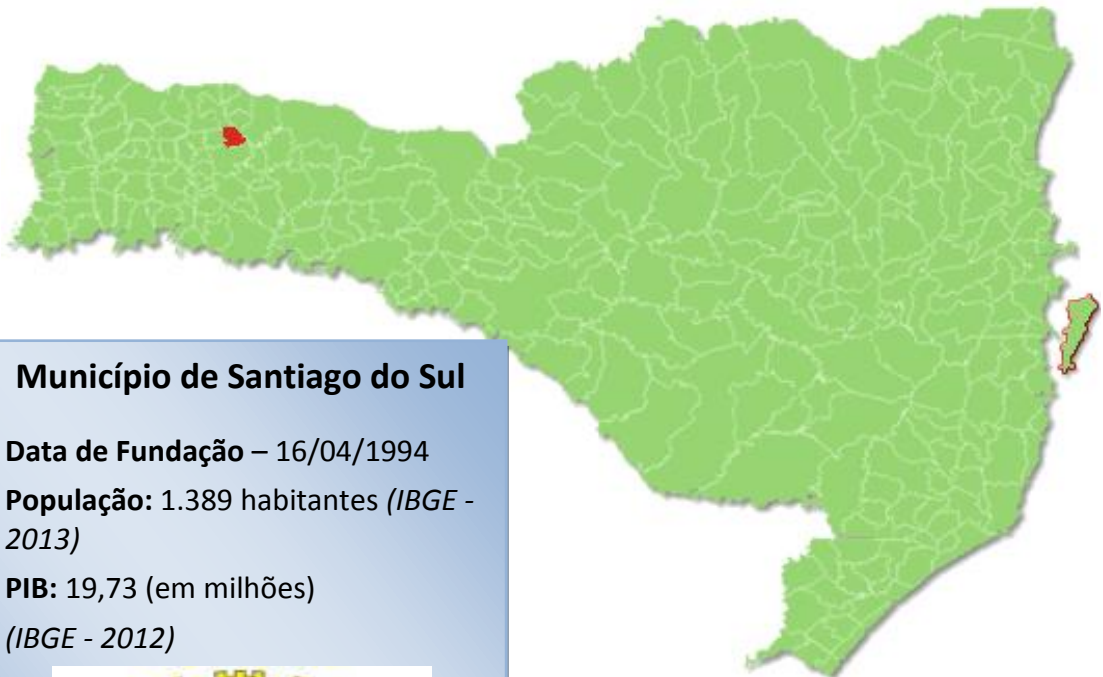 Município de Santiago do Sul
Data de Fundação – 16/04/1994
População: 1.389 habitantes (IBGE -
2013)
PIB: 19,73 (em milhões)
(IBGE - 2012)